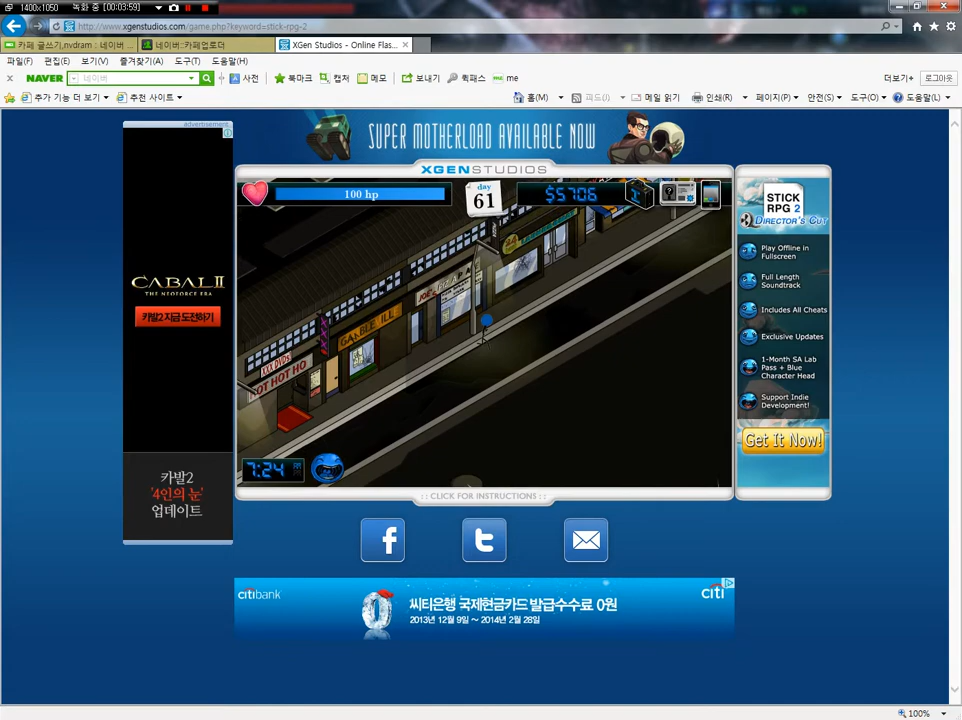 1400x1050 녹화 중 [00:03:59]
http://www.xgenstudios.com/game.php?keyword=stick-rpg-2
카페 글쓰기,nvdram : 네이버 ...
네이버::카페업로더
XGen Studios - Online Flas...
파일(F) 편집(E) 보기(V) 즐겨찾기(A) 도구(T) 도움말(H)
NAVER 네이버 사전 북마크 캡처 메모 보내기 퀵패스 me 더보기 로그아웃
추가 기능 더 보기 추천 사이트 홈(M) 피드(J) 메일 읽기 인쇄(R) 페이지(P) 안전(S) 도구(O) 도움말(L)
advertisement
SUPER MOTHERLOAD AVAILABLE NOW
XGENSTUDIOS
100 hp
day
61
$5706
1
24
JOE'S
XXX
XXX DVDS
HOT HOT HO
7:24
CABAL II
THE NEOFORCE ERA
카발2 지금 도전하기
카발2
'4인의 눈'
업데이트
STICK
RPG 2
DIRECTOR'S CUT
Play Offline in
Fullscreen
Full Length
Soundtrack
Includes All Cheats
Exclusive Updates
1-Month SA Lab
Pass + Blue
Character Head
Support Indie
Development!
Get It Now!
:: CLICK FOR INSTRUCTIONS ::
citibank
0
씨티은행 국제현금카드 발급수수료 0원
2013년 12월 9일 ~ 2014년 2월 28일
citi
100%